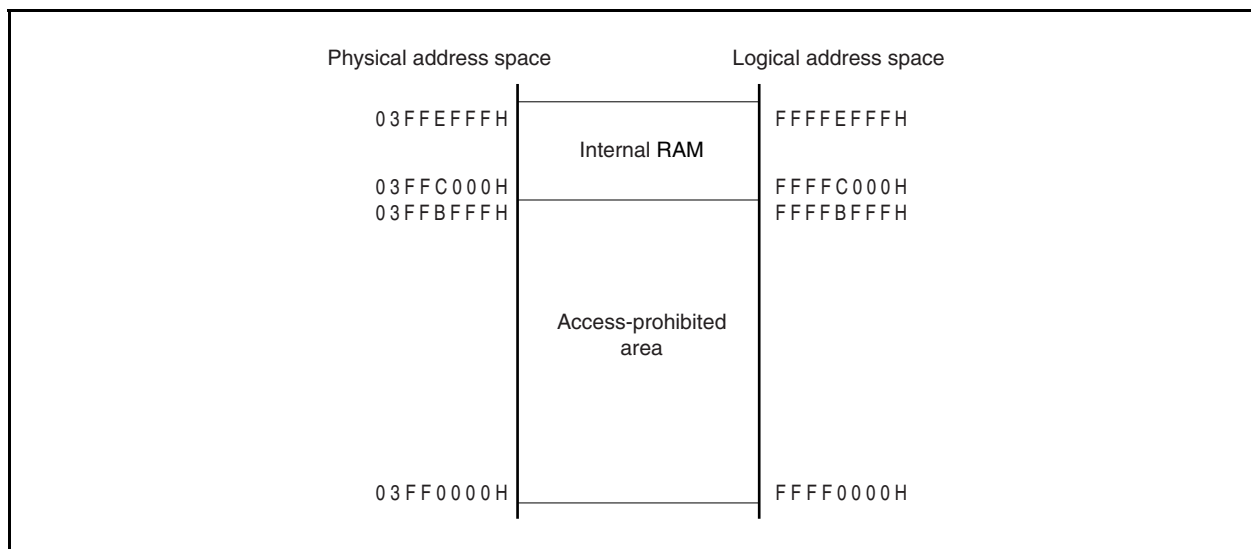 Physical address space
Logical address space
03FFEFFFH
FFFFEFFFH
Internal RAM
03FFC000H
FFFFC000H
03FFBFFFH
FFFFBFFFH
Access-prohibited
area
03FF0000H
FFFF0000H